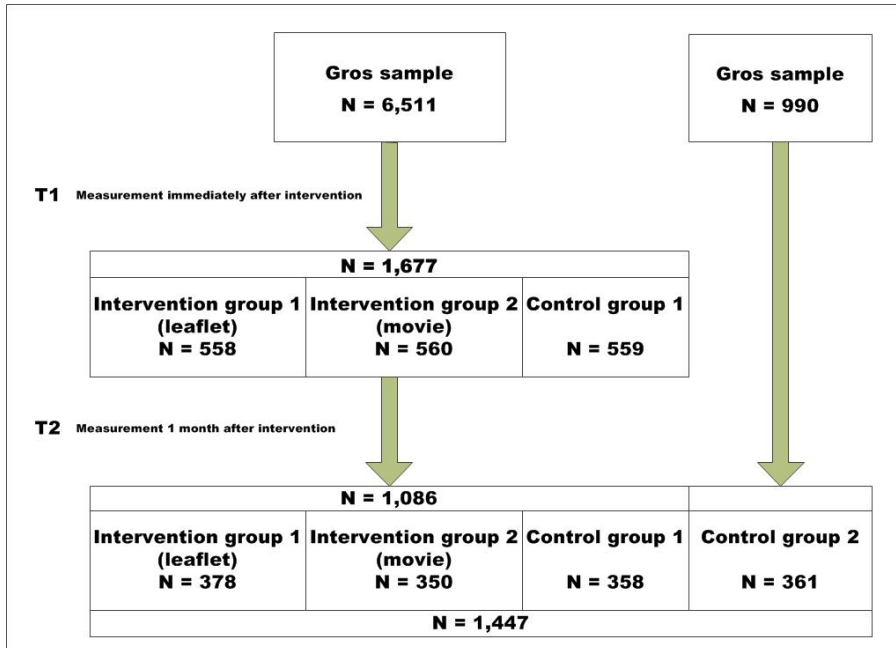 Gros sample
N = 6,511
Gros sample
N = 990
T1 Measurement immediately after intervention
N = 1,677
Intervention group 1
(leaflet)
N = 558
Intervention group 2
(movie)
N = 560
Control group 1
N = 559
T2 Measurement 1 month after intervention
N = 1,086
Intervention group 1
(leaflet)
N = 378
Intervention group 2
(movie)
N = 350
Control group 1
N = 358
Control group 2
N = 361
N = 1,447